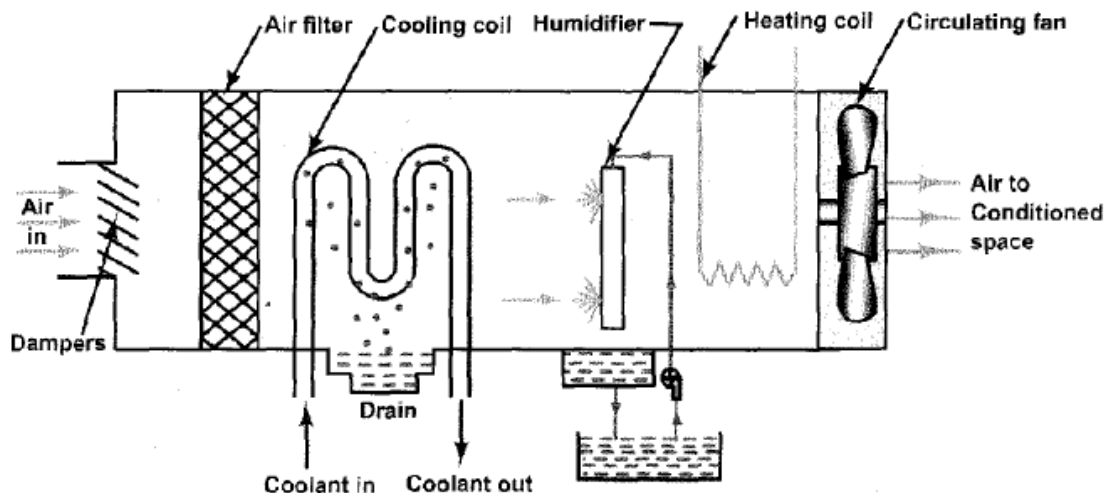 Air filter
Cooling coil
Humidifier
Heating coil
Circulating fan
Air
in
Air to
Conditioned
space
Dampers
Drain
Coolant in
Coolant out